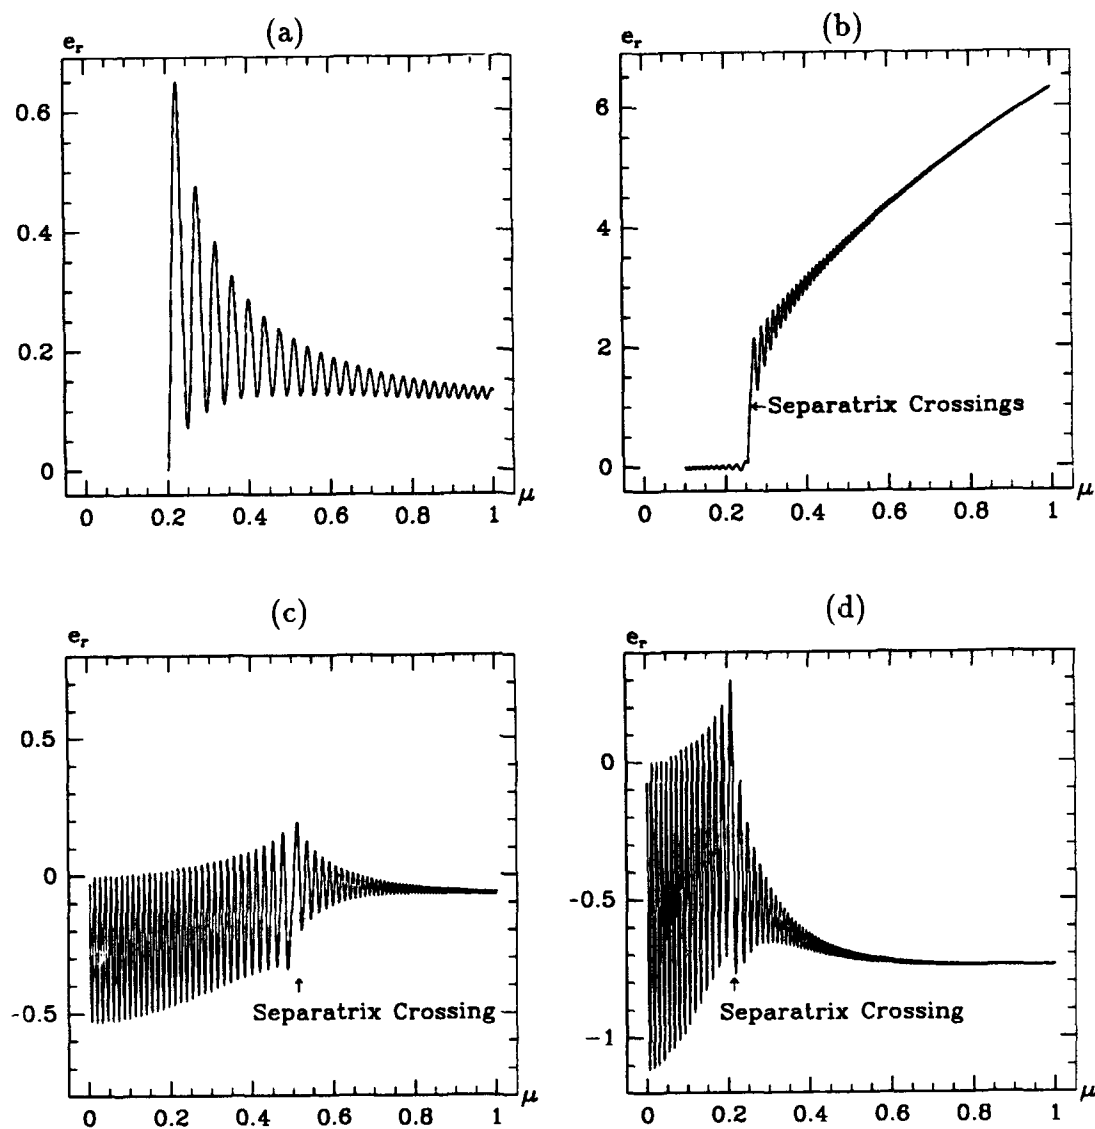 (a)
e_r
0.6
0.4
0.2
0
0 0.2 0.4 0.6 0.8 1
μ
(b)
e_r
6
4
2
0
←Separatrix Crossings
0 0.2 0.4 0.6 0.8 1
μ
(c)
e_r
0.5
0
-0.5
↑
Separatrix Crossing
0 0.2 0.4 0.6 0.8 1
μ
(d)
e_r
0
-0.5
-1
↑
Separatrix Crossing
0 0.2 0.4 0.6 0.8 1
μ